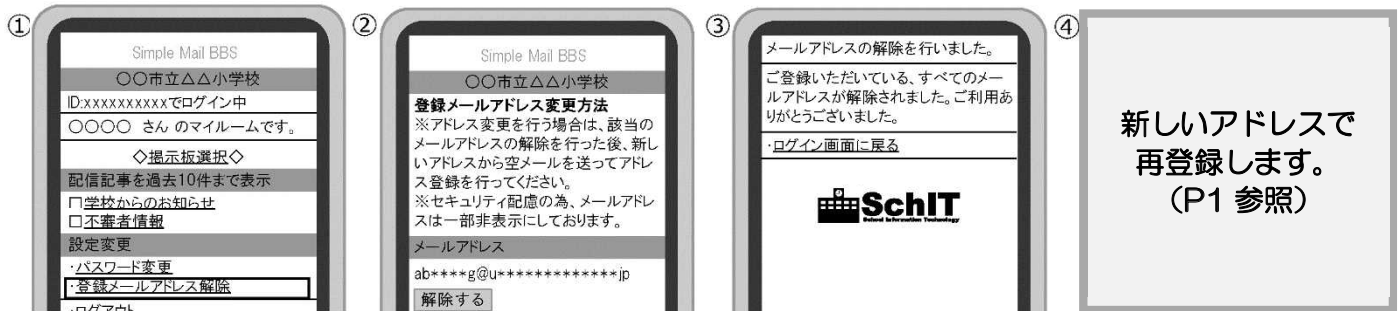 ①
Simple Mail BBS
〇〇市立△△小学校
ID:xxxxxxxxxxでログイン中
〇〇〇〇 さん のマイルームです。
◇掲示板選択◇
配信記事を過去10件まで表示
□学校からのお知らせ
□不審者情報
設定変更
・パスワード変更
・登録メールアドレス解除
・ログアウト
②
Simple Mail BBS
〇〇市立△△小学校
登録メールアドレス変更方法
※アドレス変更を行う場合は、該当の
メールアドレスの解除を行った後、新し
いアドレスから空メールを送ってアドレ
ス登録を行ってください。
※セキュリティ配慮の為、メールアドレ
スは一部非表示にしております。
メールアドレス
ab****g@u*************jp
解除する
③
メールアドレスの解除を行いました。
ご登録いただいている、すべてのメー
ルアドレスが解除されました。ご利用あ
りがとうございました。
・ログイン画面に戻る
SchIT
School Information Technology
④
新しいアドレスで
再登録します。
（P1 参照）